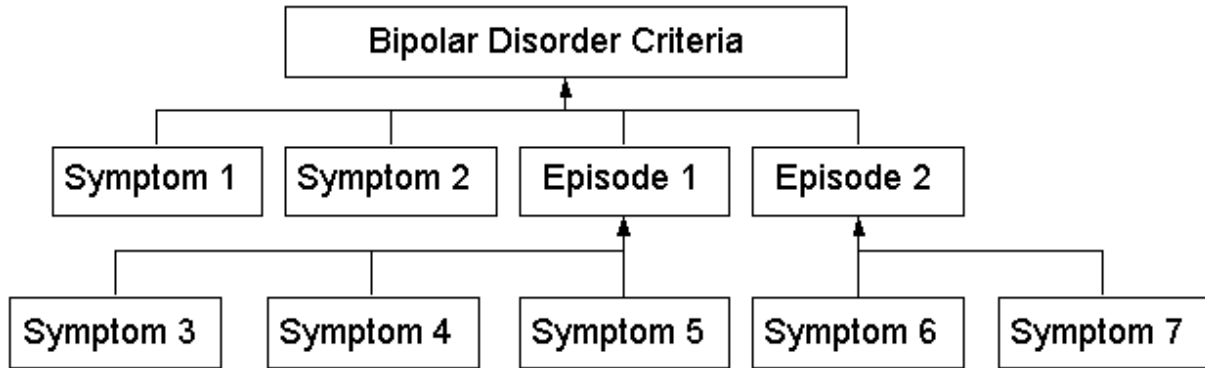 Bipolar Disorder Criteria
Symptom 1
Symptom 2
Episode 1
Episode 2
Symptom 3
Symptom 4
Symptom 5
Symptom 6
Symptom 7